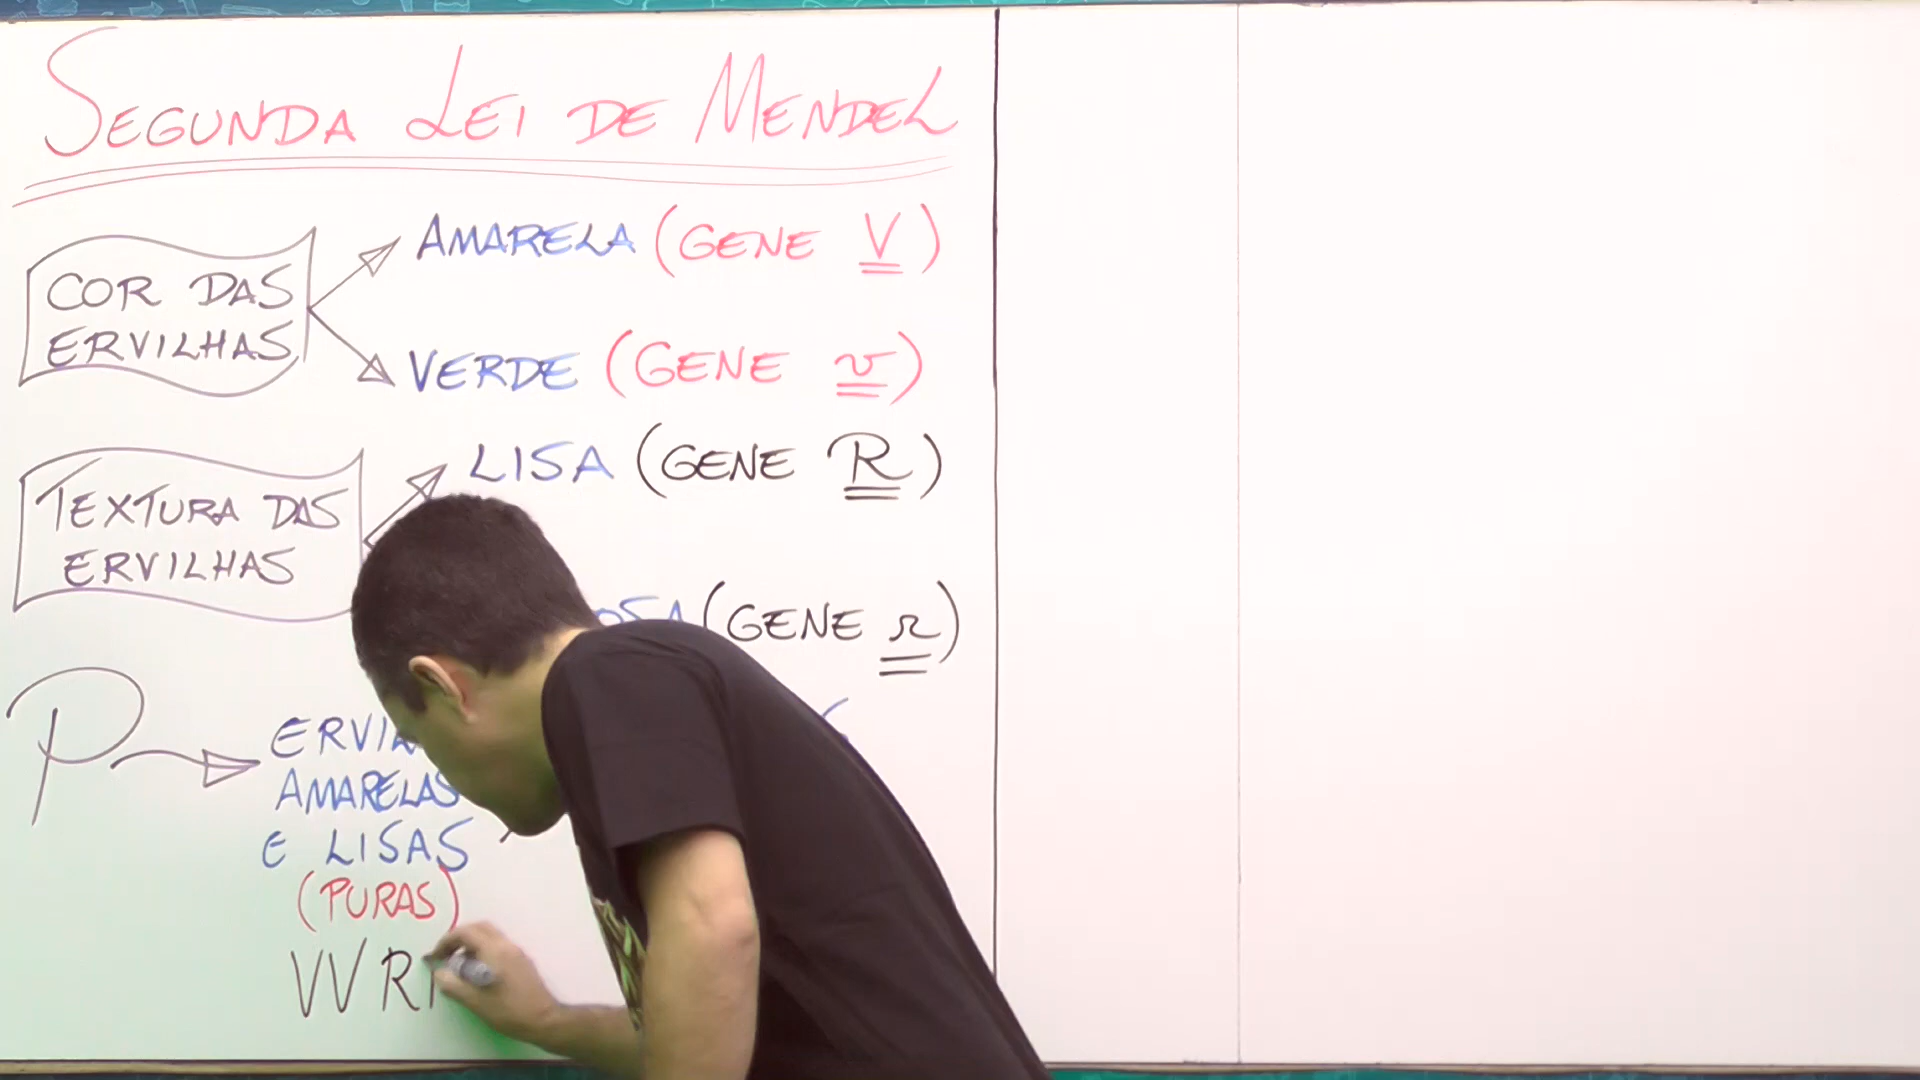 SEGUNDA LEI DE MENDEL
COR DAS
ERVILHAS
AMARELA (GENE V)
VERDE (GENE v)
TEXTURA DAS
ERVILHAS
LISA (GENE R)
(GENE r)
P
AMARELAS
E LISAS
(PURAS)
VVR